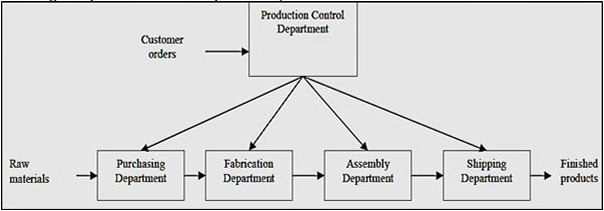 Production Control
Department
Customer
orders
Raw
materials
Purchasing
Department
Fabrication
Department
Assembly
Department
Shipping
Department
Finished
products